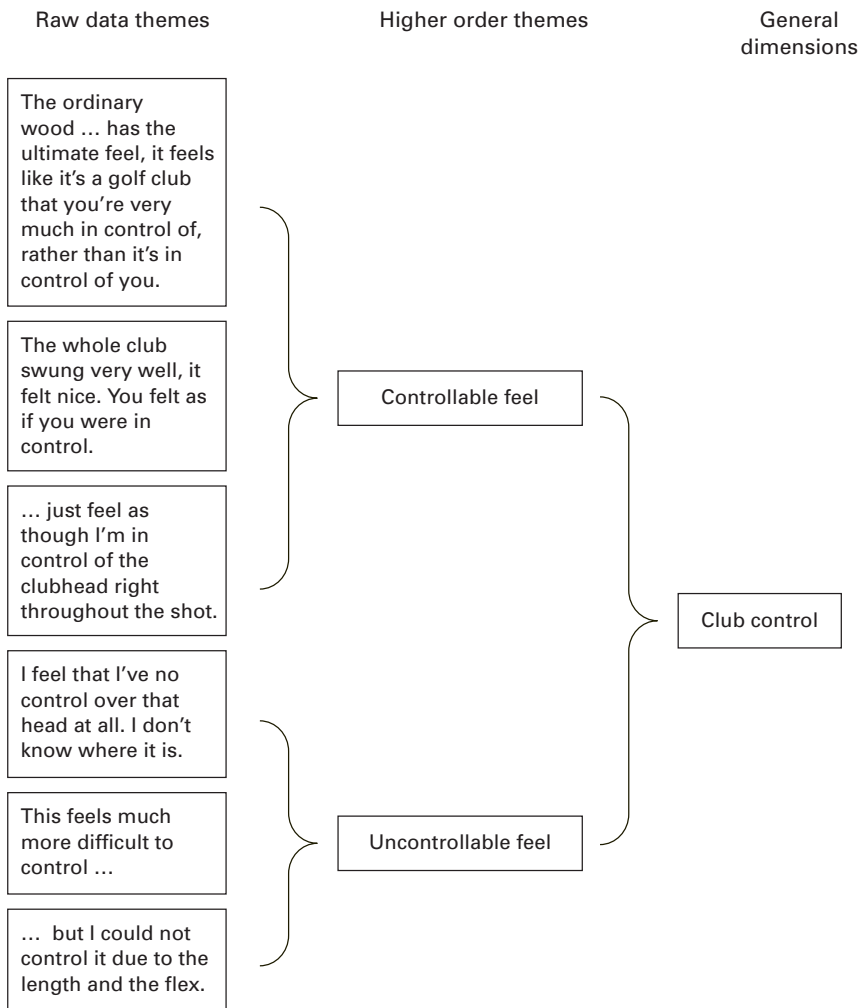 Raw data themes
Higher order themes
General
dimensions
The ordinary
wood … has the
ultimate feel, it feels
like it’s a golf club
that you’re very
much in control of,
rather than it’s in
control of you.
The whole club
swung very well, it
felt nice. You felt as
if you were in
control.
… just feel as
though I’m in
control of the
clubhead right
throughout the shot.
Controllable feel
I feel that I’ve no
control over that
head at all. I don’t
know where it is.
This feels much
more difficult to
control …
… but I could not
control it due to the
length and the flex.
Uncontrollable feel
Club control